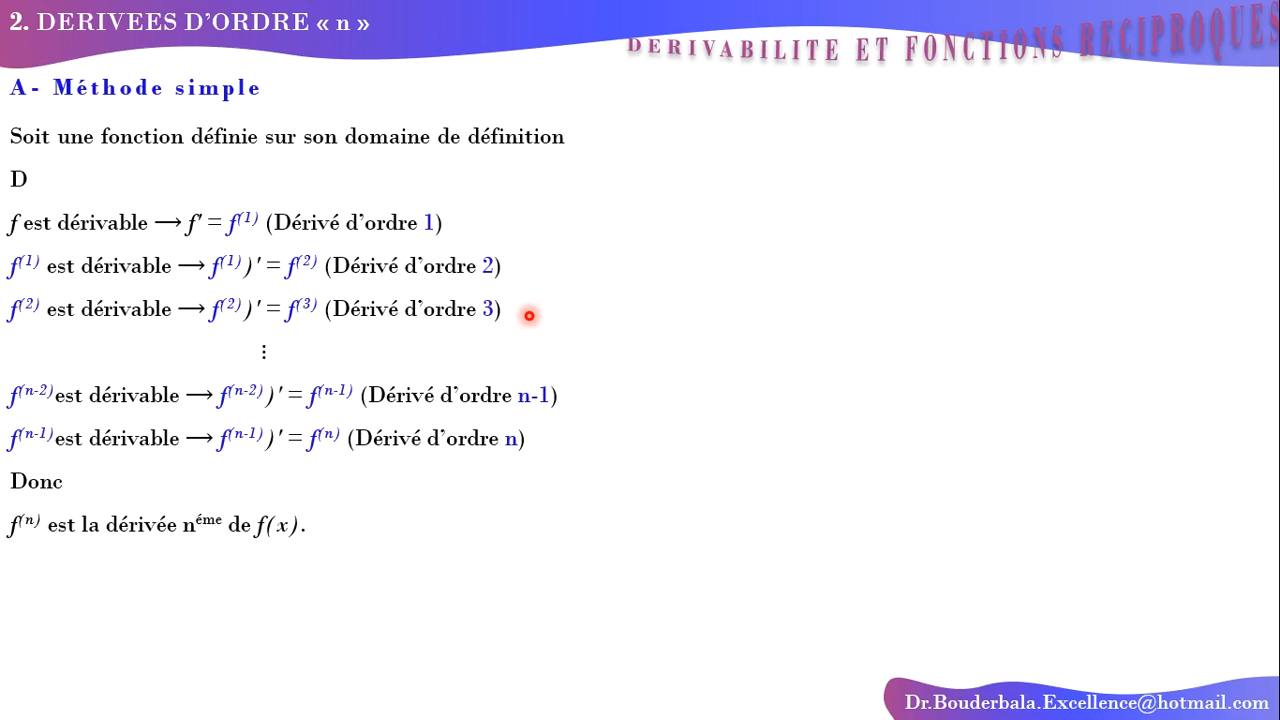 2. DERIVEES D’ORDRE « n »
DERIVABILITE ET FONCTIONS RECIPROQUES
A- Méthode simple
Soit une fonction définie sur son domaine de définition
D
f est dérivable ⟶ f' = f⁽¹⁾ (Dérivé d’ordre 1)
f⁽¹⁾ est dérivable ⟶ f⁽¹⁾)' = f⁽²⁾ (Dérivé d’ordre 2)
f⁽²⁾ est dérivable ⟶ f⁽²⁾)' = f⁽³⁾ (Dérivé d’ordre 3)
⋮
f⁽ⁿ⁻²⁾est dérivable ⟶ f⁽ⁿ⁻²⁾)' = f⁽ⁿ⁻¹⁾ (Dérivé d’ordre n-1)
f⁽ⁿ⁻¹⁾est dérivable ⟶ f⁽ⁿ⁻¹⁾)' = f⁽ⁿ⁾ (Dérivé d’ordre n)
Donc
f⁽ⁿ⁾ est la dérivée néme de f(x).
Dr.Bouderbala.Excellence@hotmail.com